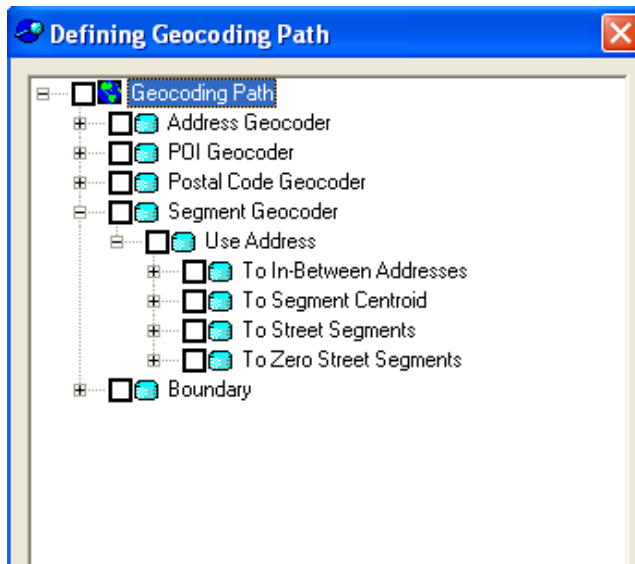 Defining Geocoding Path
Geocoding Path
Address Geocoder
POI Geocoder
Postal Code Geocoder
Segment Geocoder
Use Address
To In-Between Addresses
To Segment Centroid
To Street Segments
To Zero Street Segments
Boundary